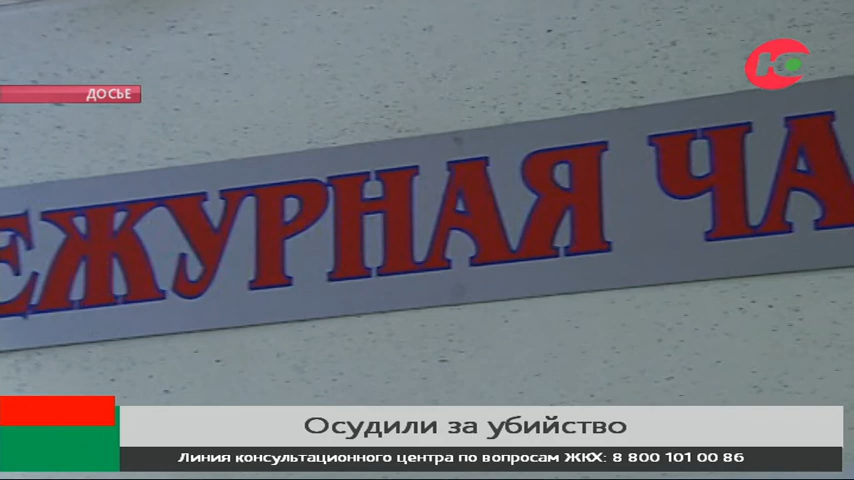 ДОСЬЕ
ЕЖУРНАЯ ЧА
Осудили за убийство
Линия консультационного центра по вопросам ЖКХ: 8 800 101 00 86